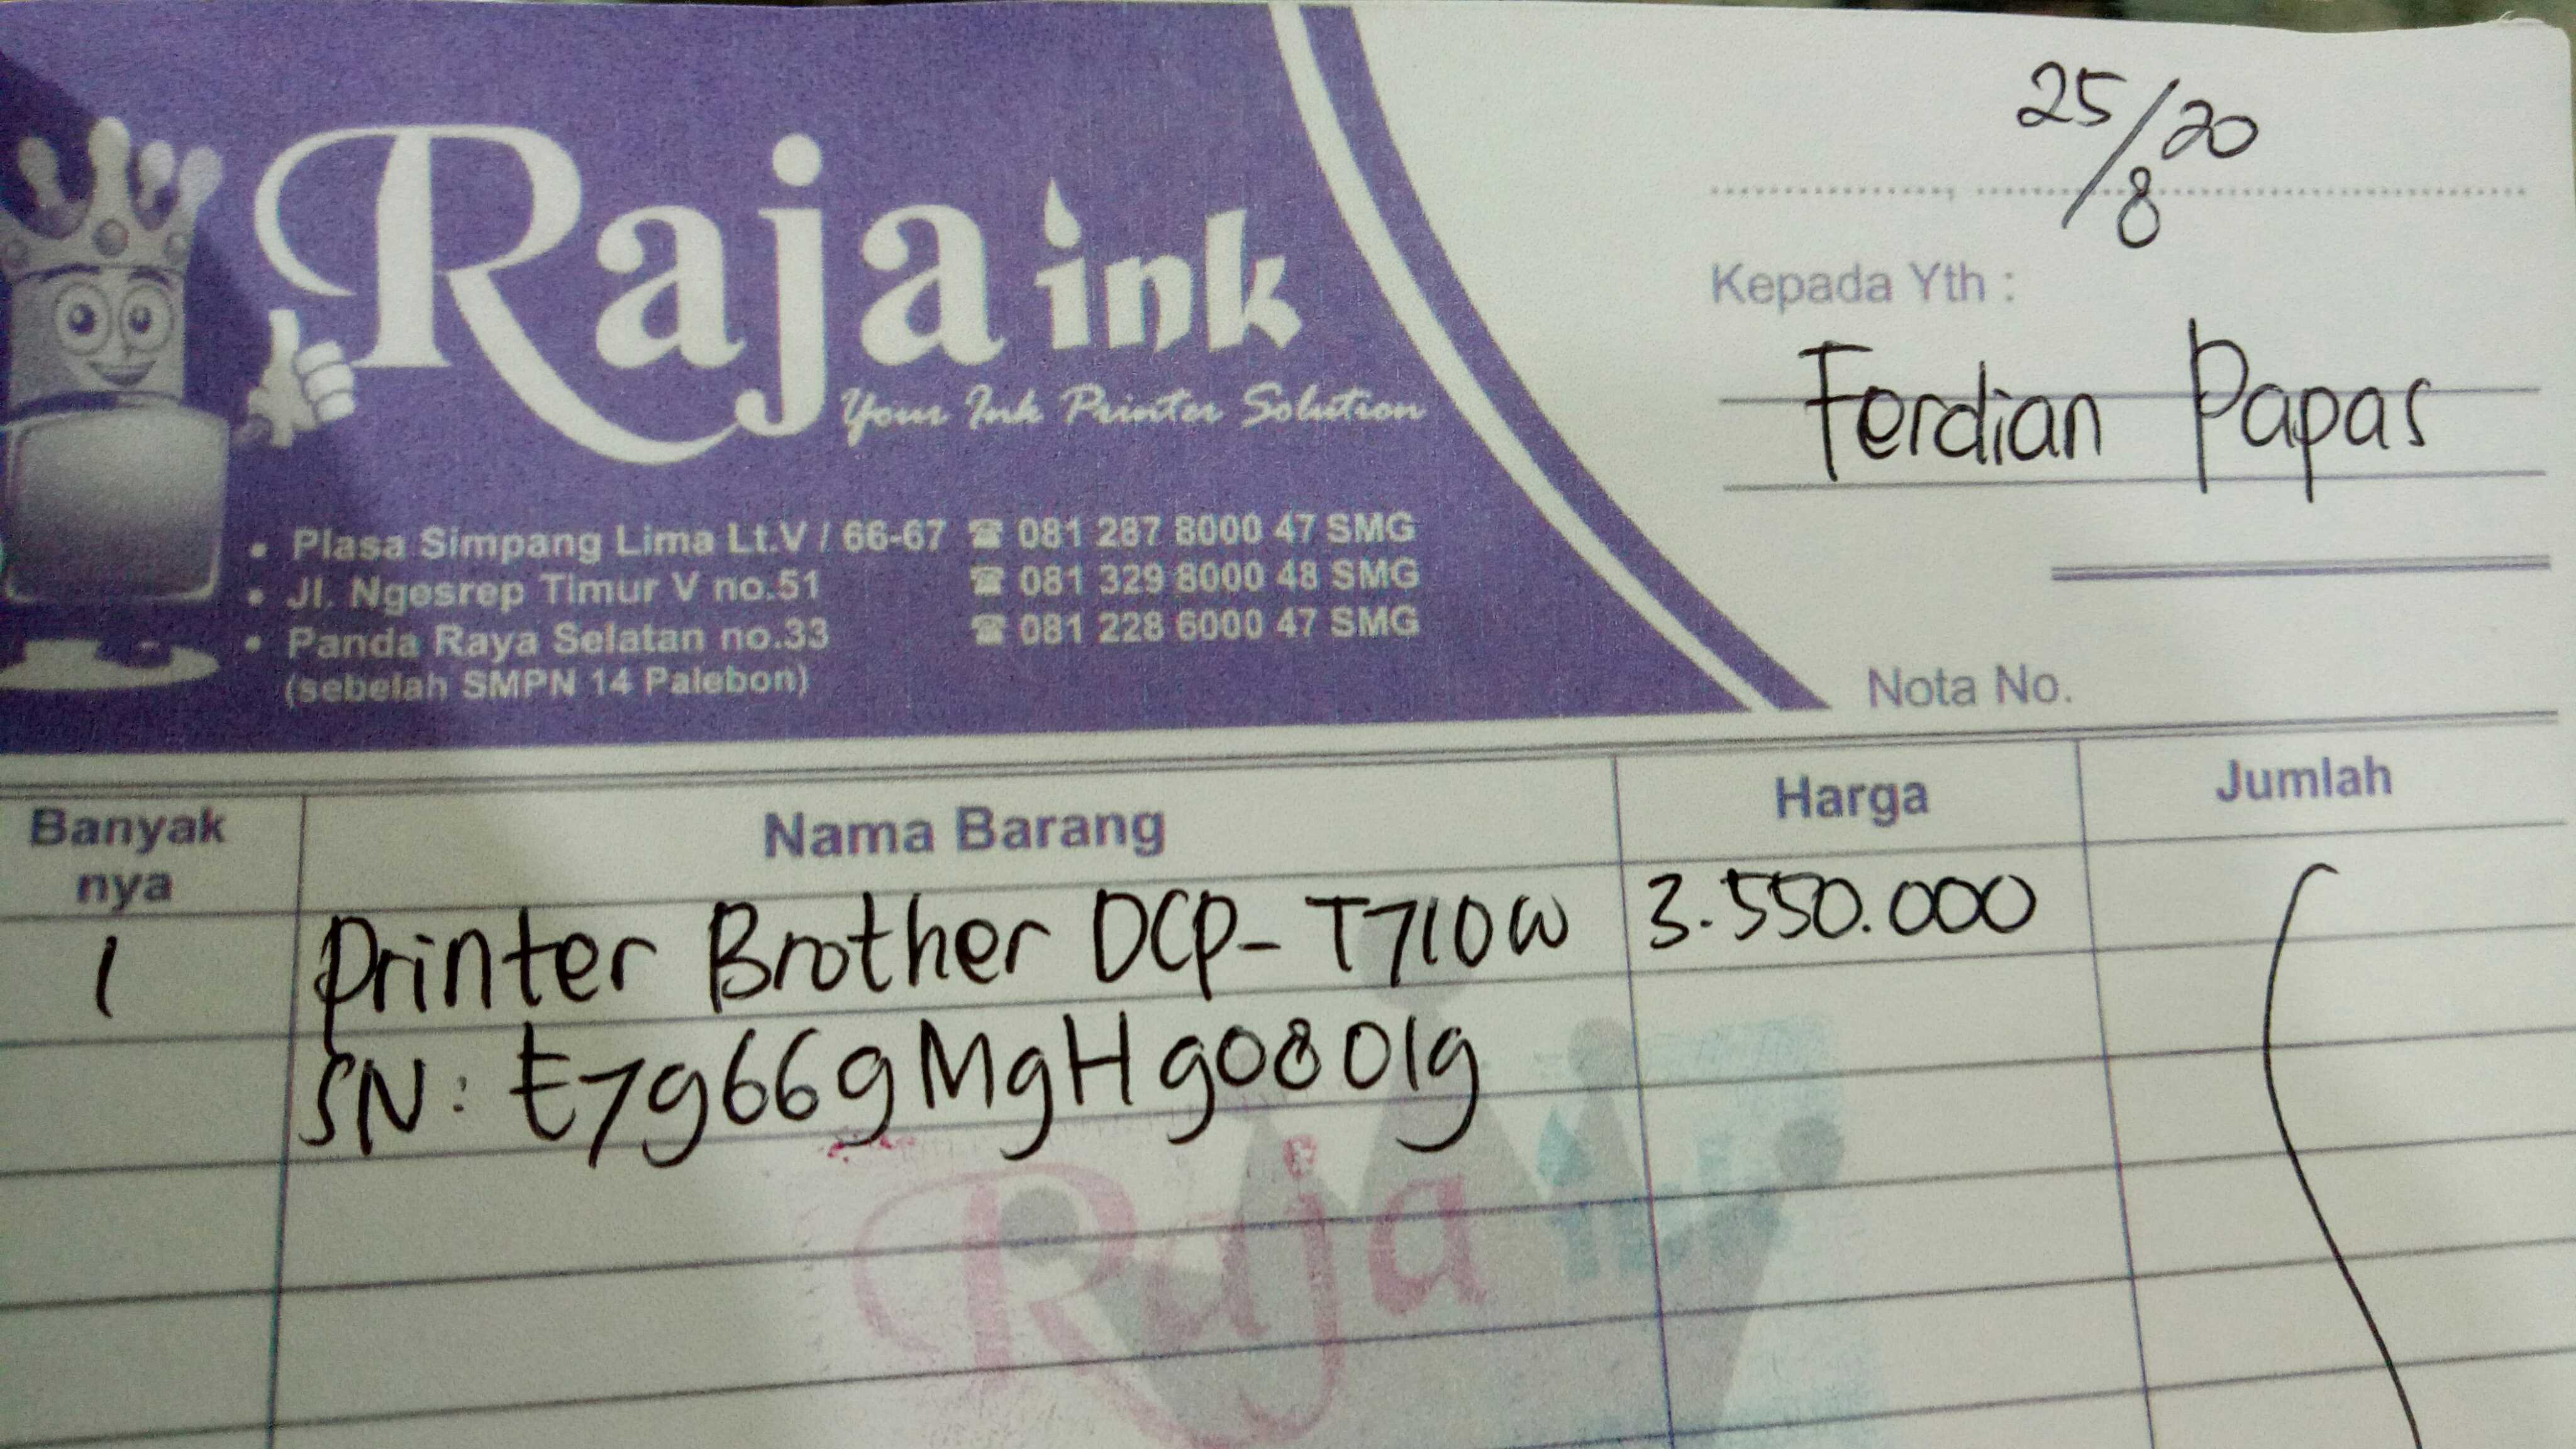 Raja ink
Your Ink Printer Solution
• Plasa Simpang Lima Lt.V / 66-67 ☎ 081 287 8000 47 SMG
• Jl. Ngesrep Timur V no.51 ☎ 081 329 8000 48 SMG
• Panda Raya Selatan no.33 ☎ 081 228 6000 47 SMG
(sebelah SMPN 14 Palebon)
25/8 20
Kepada Yth :
Ferdian Papas
Nota No.
Banyak nya Nama Barang Harga Jumlah
1 Printer Brother DCP-T710W 3.550.000
SN: E79669M9H908019
Raja ink